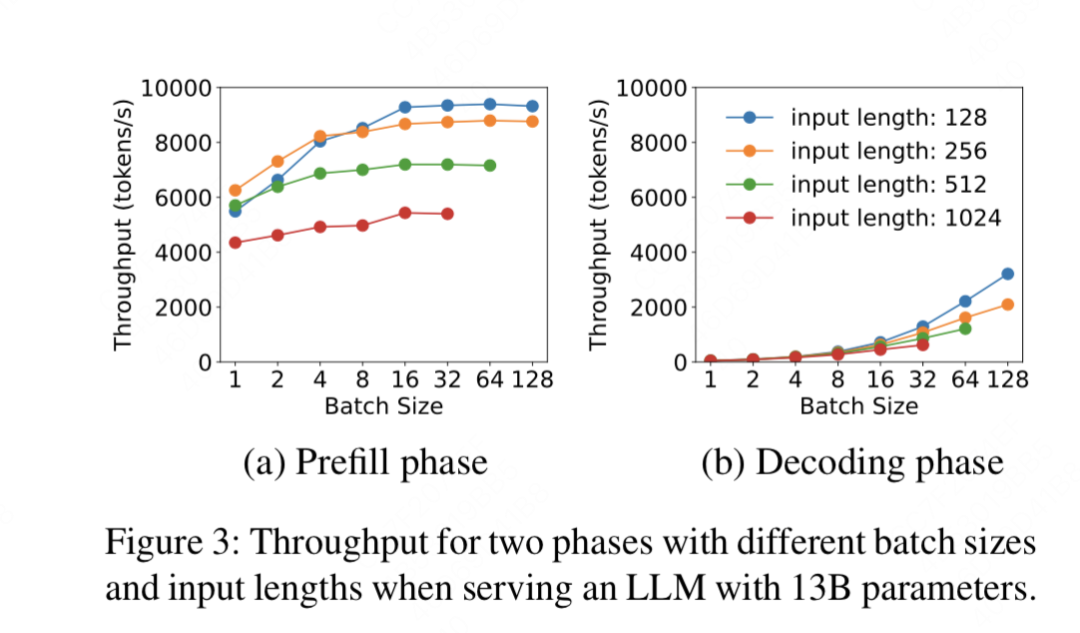 10000
8000
6000
4000
2000
0
Throughput (tokens/s)
1 2 4 8 16 32 64 128
Batch Size
(a) Prefill phase
10000
8000
6000
4000
2000
0
Throughput (tokens/s)
input length: 128
input length: 256
input length: 512
input length: 1024
1 2 4 8 16 32 64 128
Batch Size
(b) Decoding phase
Figure 3: Throughput for two phases with different batch sizes
and input lengths when serving an LLM with 13B parameters.